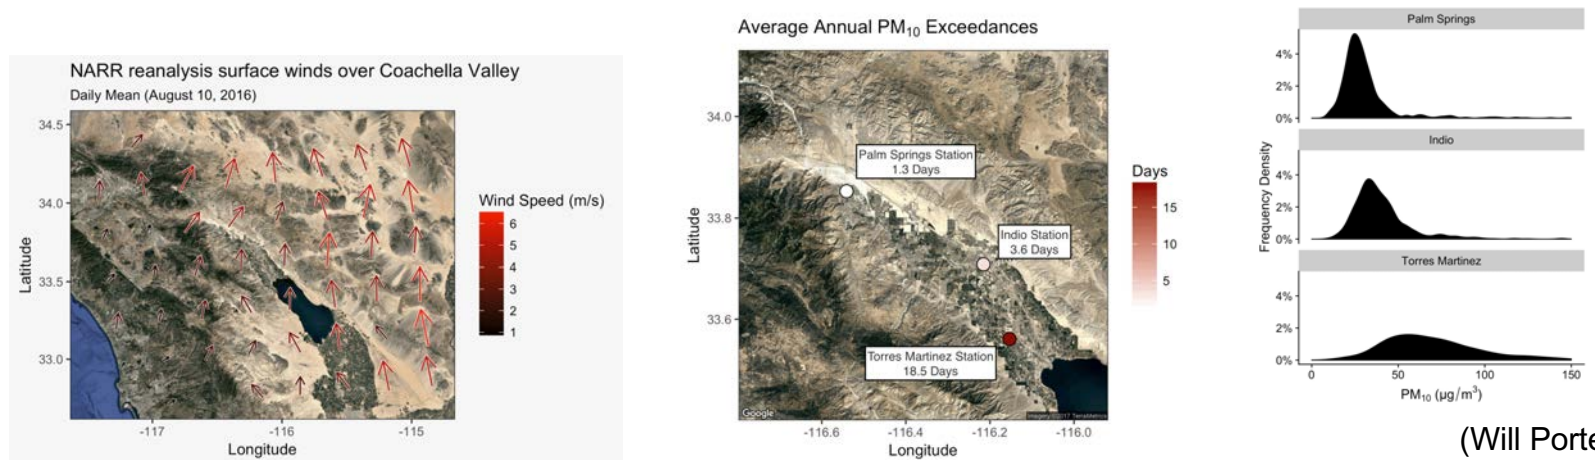 NARR reanalysis surface winds over Coachella Valley
Daily Mean (August 10, 2016)
34.5
34.0
33.5
33.0
Latitude
-117
-116
-115
Longitude
Wind Speed (m/s)
6
5
4
3
2
1
Average Annual PM₁₀ Exceedances
34.0
33.8
33.6
Latitude
Palm Springs Station
1.3 Days
Indio Station
3.6 Days
Torres Martinez Station
18.5 Days
Google
Imagery ©2017 TerraMetrics
-116.6
-116.4
-116.2
-116.0
Longitude
Days
15
10
5
Palm Springs
4%
2%
0%
Indio
4%
2%
0%
Torres Martinez
4%
2%
0%
Frequency Density
0
50
100
150
PM₁₀ (μg/m³)
(Will Porte